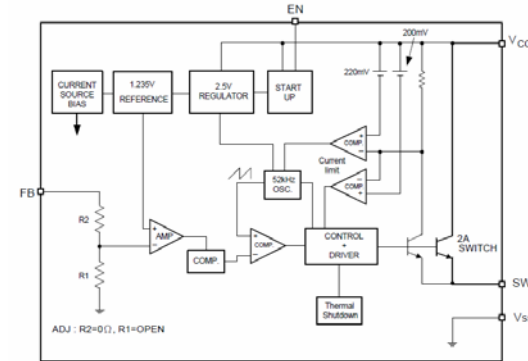 EN
200mV
V CC
220mV
CURRENT
SOURCE
BIAS
1.235V
REFERENCE
2.5V
REGULATOR
START
UP
COMP.
Current
limit
COMP.
52kHz
OSC.
FB
R2
R1
AMP
COMP.
COMP.
CONTROL
+
DRIVER
2A
SWITCH
Thermal
Shutdown
SW
ADJ : R2=0Ω, R1=OPEN